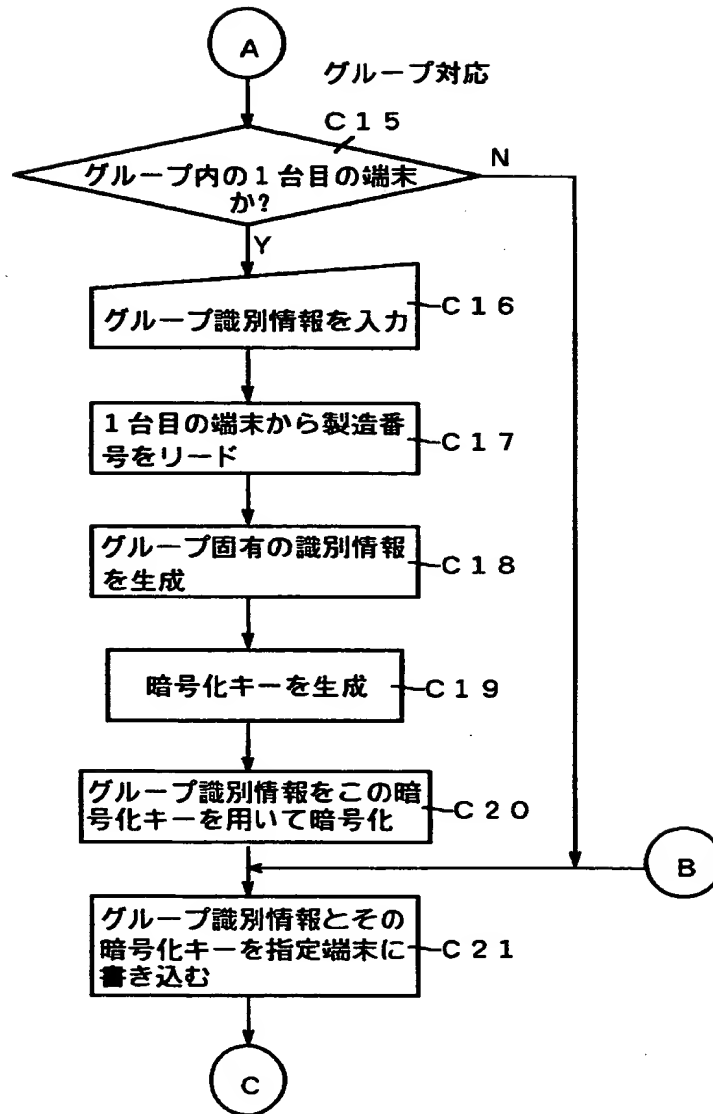 A
グループ対応
C15
グループ内の1台目の端末
か?
N
Y
グループ識別情報を入力
C16
1台目の端末から製造番
号をリード
C17
グループ固有の識別情報
を生成
C18
暗号化キーを生成
C19
グループ識別情報をこの暗
号化キーを用いて暗号化
C20
B
グループ識別情報とその
暗号化キーを指定端末に
書き込む
C21
C